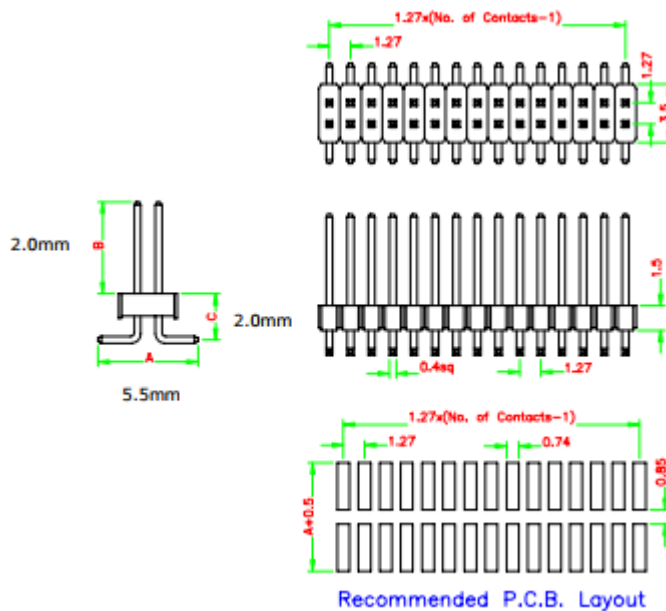 1.27x(No. of Contacts-1)
1.27
1.27
3.5
2.0mm
B
C
2.0mm
A
5.5mm
1.5
0.4sq
1.27
1.27x(No. of Contacts-1)
1.27
0.74
0.85
A+0.5
Recommended P.C.B. Layout